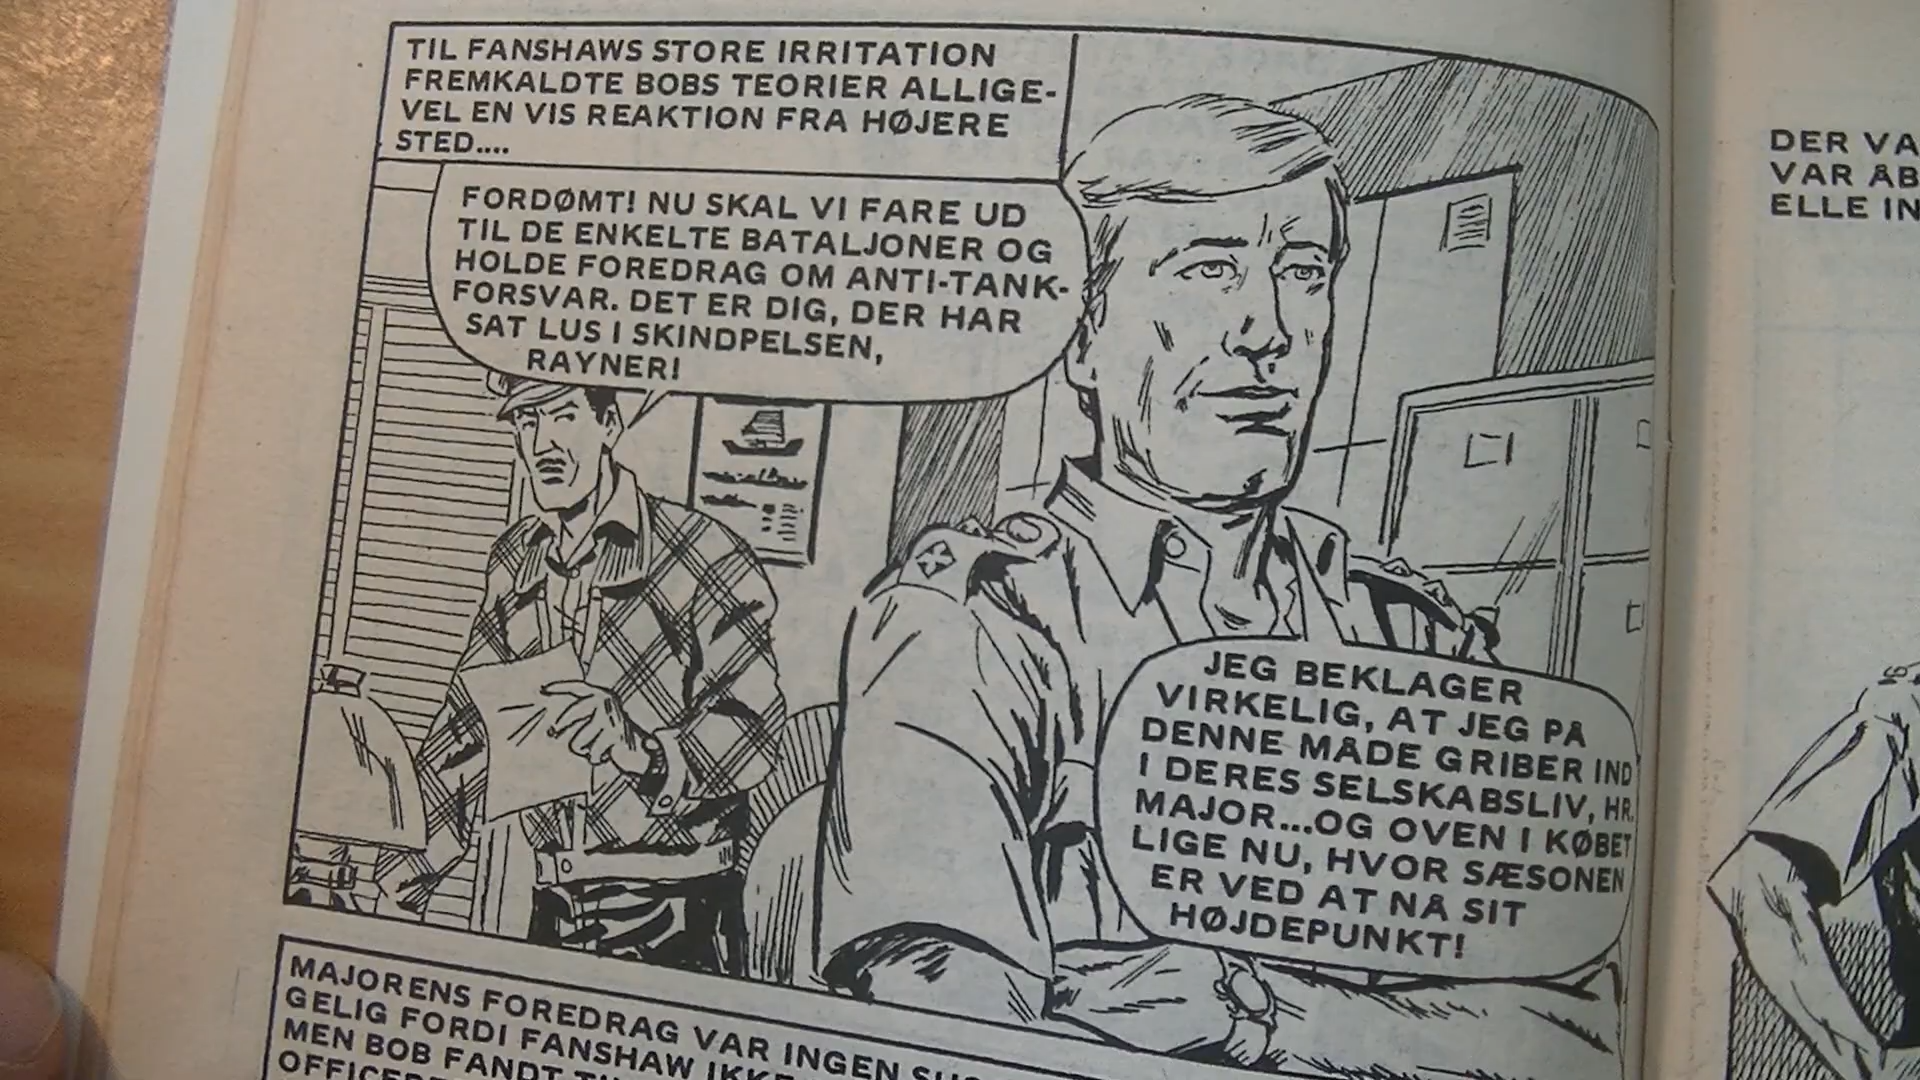 TIL FANSHAWS STORE IRRITATION
FREMKALDTE BOBS TEORIER ALLIGE-
VEL EN VIS REAKTION FRA HØJERE
STED....
FORDØMT! NU SKAL VI FARE UD
TIL DE ENKELTE BATALJONER OG
HOLDE FOREDRAG OM ANTI-TANK-
FORSVAR. DET ER DIG, DER HAR
SAT LUS I SKINDPELSEN,
RAYNER!
JEG BEKLAGER
VIRKELIG, AT JEG PÅ
DENNE MÅDE GRIBER IND
I DERES SELSKABSLIV, HR.
MAJOR...OG OVEN I KØBET
LIGE NU, HVOR SÆSONEN
ER VED AT NÅ SIT
HØJDEPUNKT!
MAJORENS FOREDRAG VAR INGEN
GELIG FORDI FANSHAW
MEN BOB FANDT
DER
VAR
ELLE